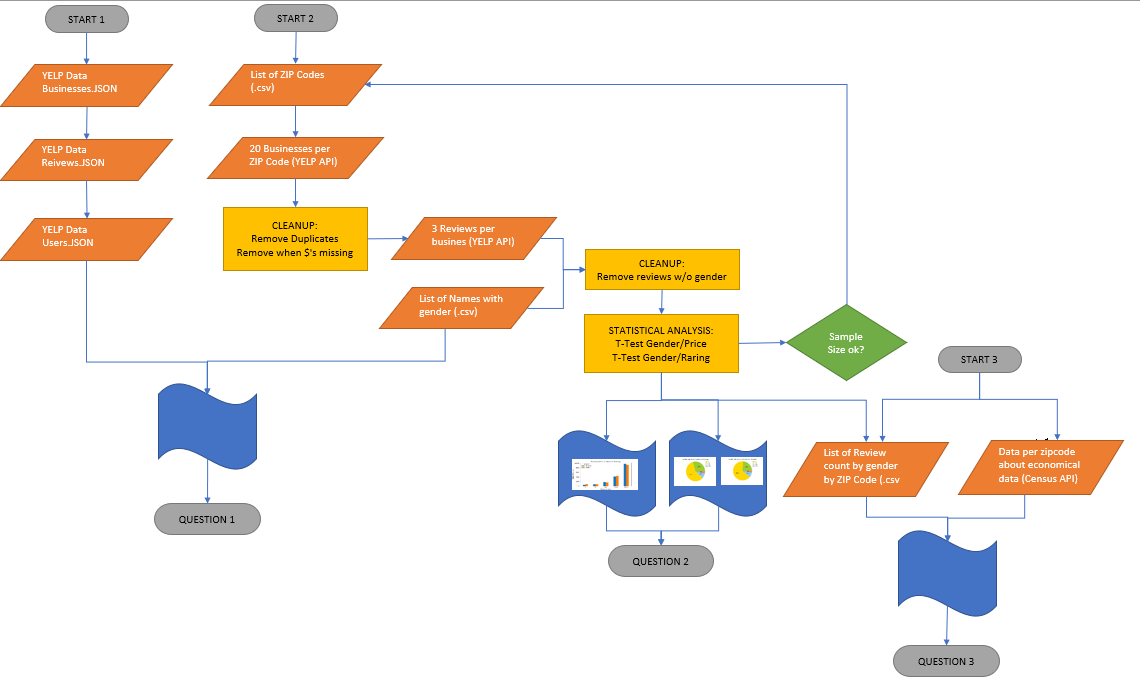 START 1
START 2
YELP Data
Businesses.JSON
List of ZIP Codes
(.csv)
YELP Data
Reivews.JSON
20 Businesses per
ZIP Code (YELP API)
YELP Data
Users.JSON
CLEANUP:
Remove Duplicates
Remove when $'s missing
3 Reviews per
busines (YELP API)
CLEANUP:
Remove reviews w/o gender
List of Names with
gender (.csv)
STATISTICAL ANALYSIS:
T-Test Gender/Price
T-Test Gender/Raring
Sample
Size ok?
START 3
List of Review
count by gender
by ZIP Code (.csv
Data per zipcode
about economical
data (Census API)
QUESTION 1
QUESTION 2
QUESTION 3